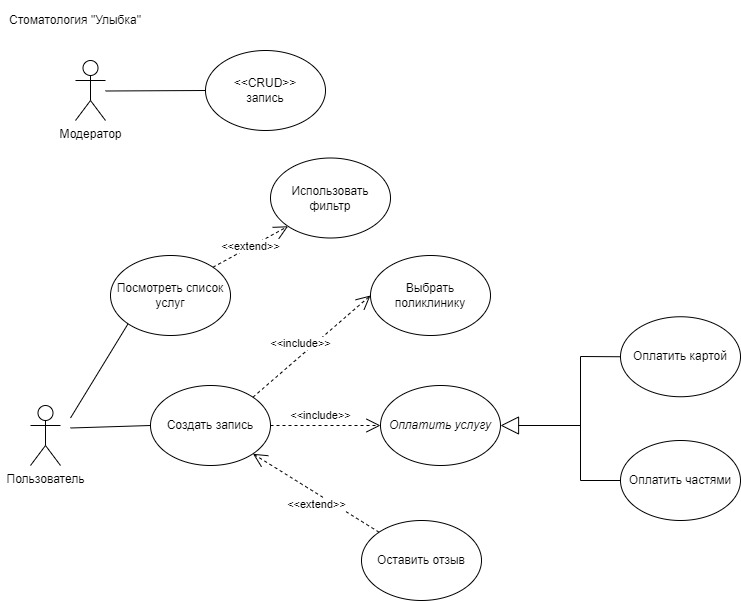 Стоматология "Улыбка"
<<CRUD>>
запись
Модератор
Использовать
фильтр
<<extend>>
Посмотреть список
услуг
Выбрать
поликлинику
<<include>>
Оплатить картой
Создать запись
<<include>>
Оплатить услугу
Пользователь
Оплатить частями
<<extend>>
Оставить отзыв